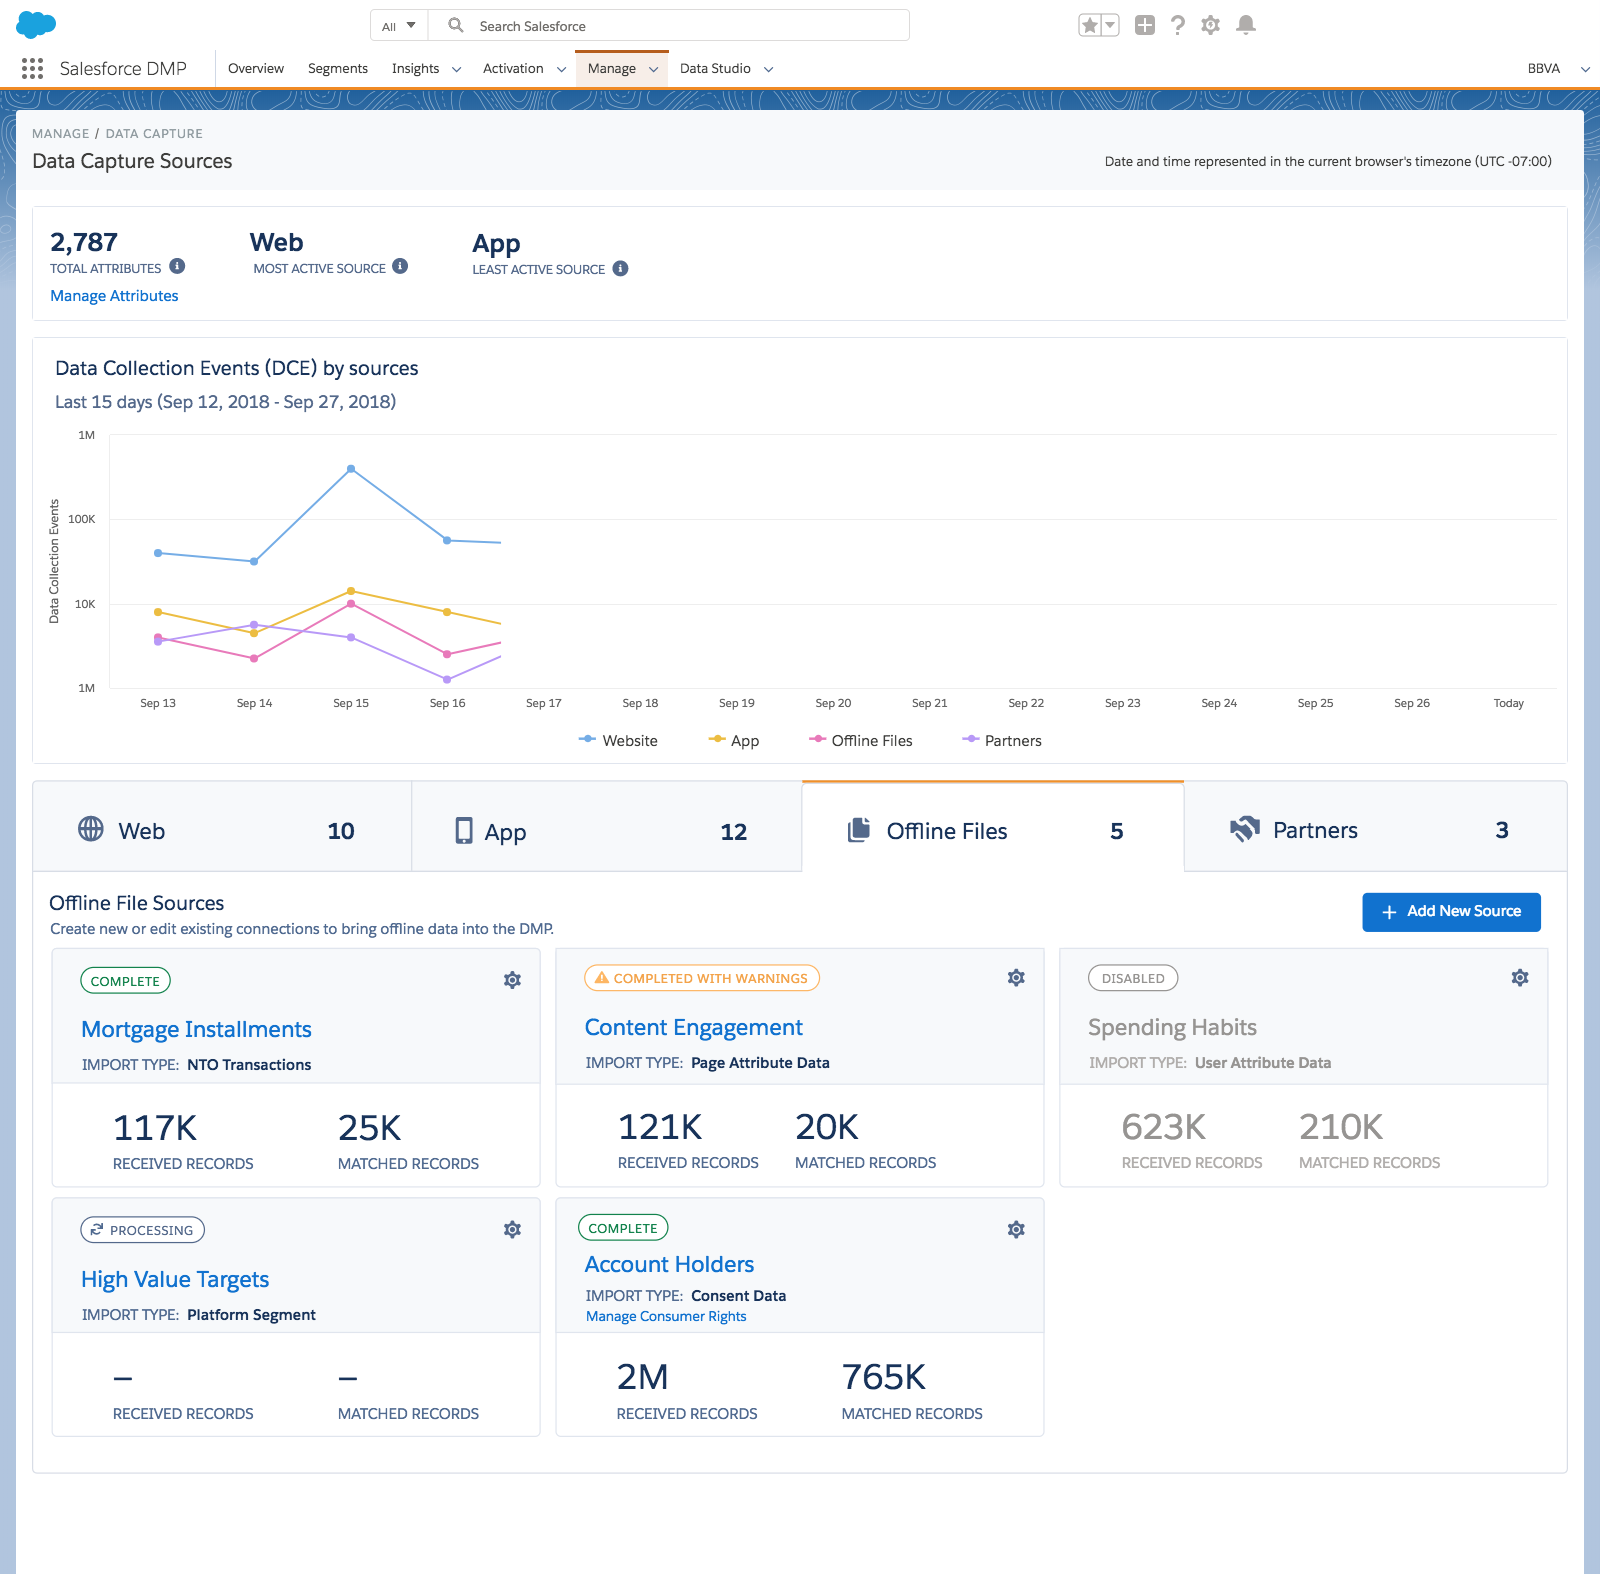 All
Search Salesforce
Salesforce DMP
Overview
Segments
Insights
Activation
Manage
Data Studio
BBVA
MANAGE / DATA CAPTURE
Data Capture Sources
Date and time represented in the current browser's timezone (UTC -07:00)
2,787
TOTAL ATTRIBUTES
Manage Attributes
Web
MOST ACTIVE SOURCE
App
LEAST ACTIVE SOURCE
Data Collection Events (DCE) by sources
Last 15 days (Sep 12, 2018 - Sep 27, 2018)
Data Collection Events
1M
100K
10K
1M
Sep 13 Sep 14 Sep 15 Sep 16 Sep 17 Sep 18 Sep 19 Sep 20 Sep 21 Sep 22 Sep 23 Sep 24 Sep 25 Sep 26 Today
Website App Offline Files Partners
Web 10
App 12
Offline Files 5
Partners 3
Offline File Sources
Create new or edit existing connections to bring offline data into the DMP.
+ Add New Source
COMPLETE
Mortgage Installments
IMPORT TYPE: NTO Transactions
117K 25K
RECEIVED RECORDS MATCHED RECORDS
COMPLETED WITH WARNINGS
Content Engagement
IMPORT TYPE: Page Attribute Data
121K 20K
RECEIVED RECORDS MATCHED RECORDS
DISABLED
Spending Habits
IMPORT TYPE: User Attribute Data
623K 210K
RECEIVED RECORDS MATCHED RECORDS
PROCESSING
High Value Targets
IMPORT TYPE: Platform Segment
– –
RECEIVED RECORDS MATCHED RECORDS
COMPLETE
Account Holders
IMPORT TYPE: Consent Data
Manage Consumer Rights
2M 765K
RECEIVED RECORDS MATCHED RECORDS